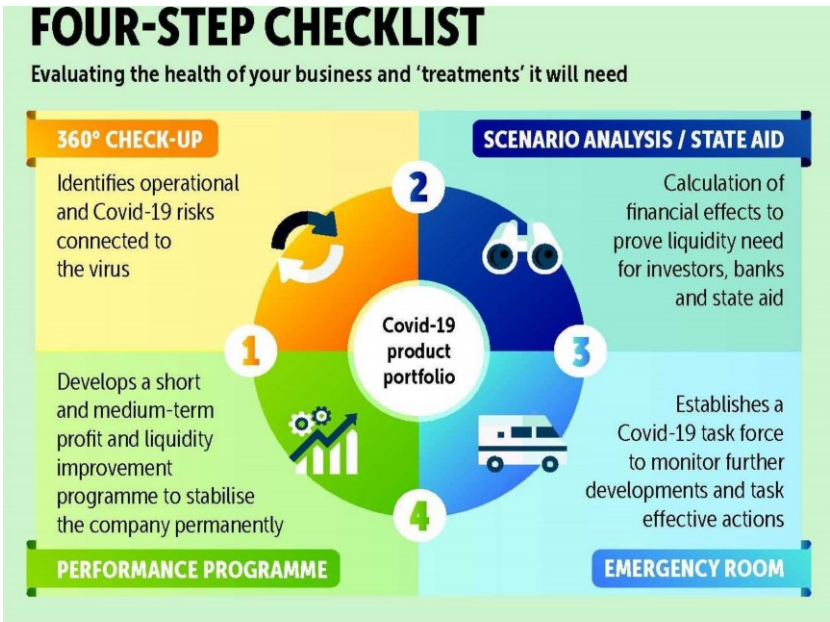 FOUR-STEP CHECKLIST
Evaluating the health of your business and ‘treatments’ it will need
360° CHECK-UP
Identifies operational
and Covid-19 risks
connected to
the virus
1
2
SCENARIO ANALYSIS / STATE AID
Calculation of
financial effects to
prove liquidity need
for investors, banks
and state aid
Covid-19
product
portfolio
3
Establishes a
Covid-19 task force
to monitor further
developments and task
effective actions
EMERGENCY ROOM
4
Develops a short
and medium-term
profit and liquidity
improvement
programme to stabilise
the company permanently
PERFORMANCE PROGRAMME